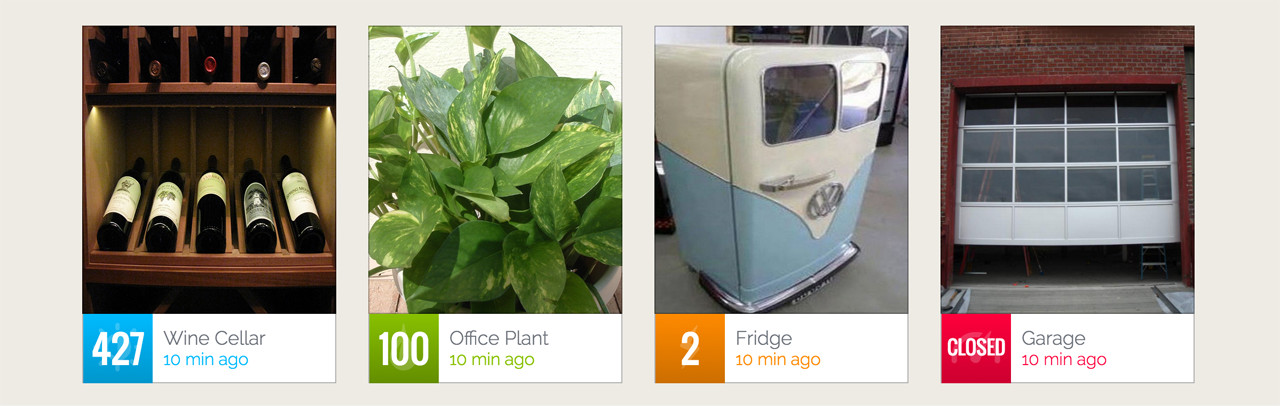 427
Wine Cellar
10 min ago
100
Office Plant
10 min ago
2
Fridge
10 min ago
CLOSED
Garage
10 min ago